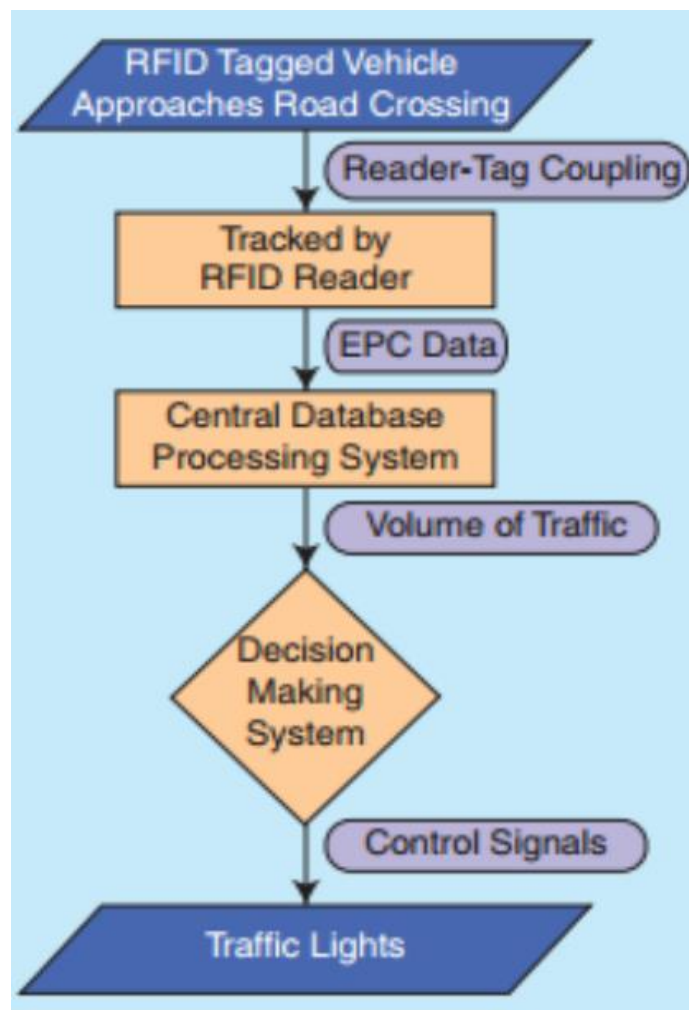 RFID Tagged Vehicle
Approaches Road Crossing
Reader-Tag Coupling
Tracked by
RFID Reader
EPC Data
Central Database
Processing System
Volume of Traffic
Decision
Making
System
Control Signals
Traffic Lights